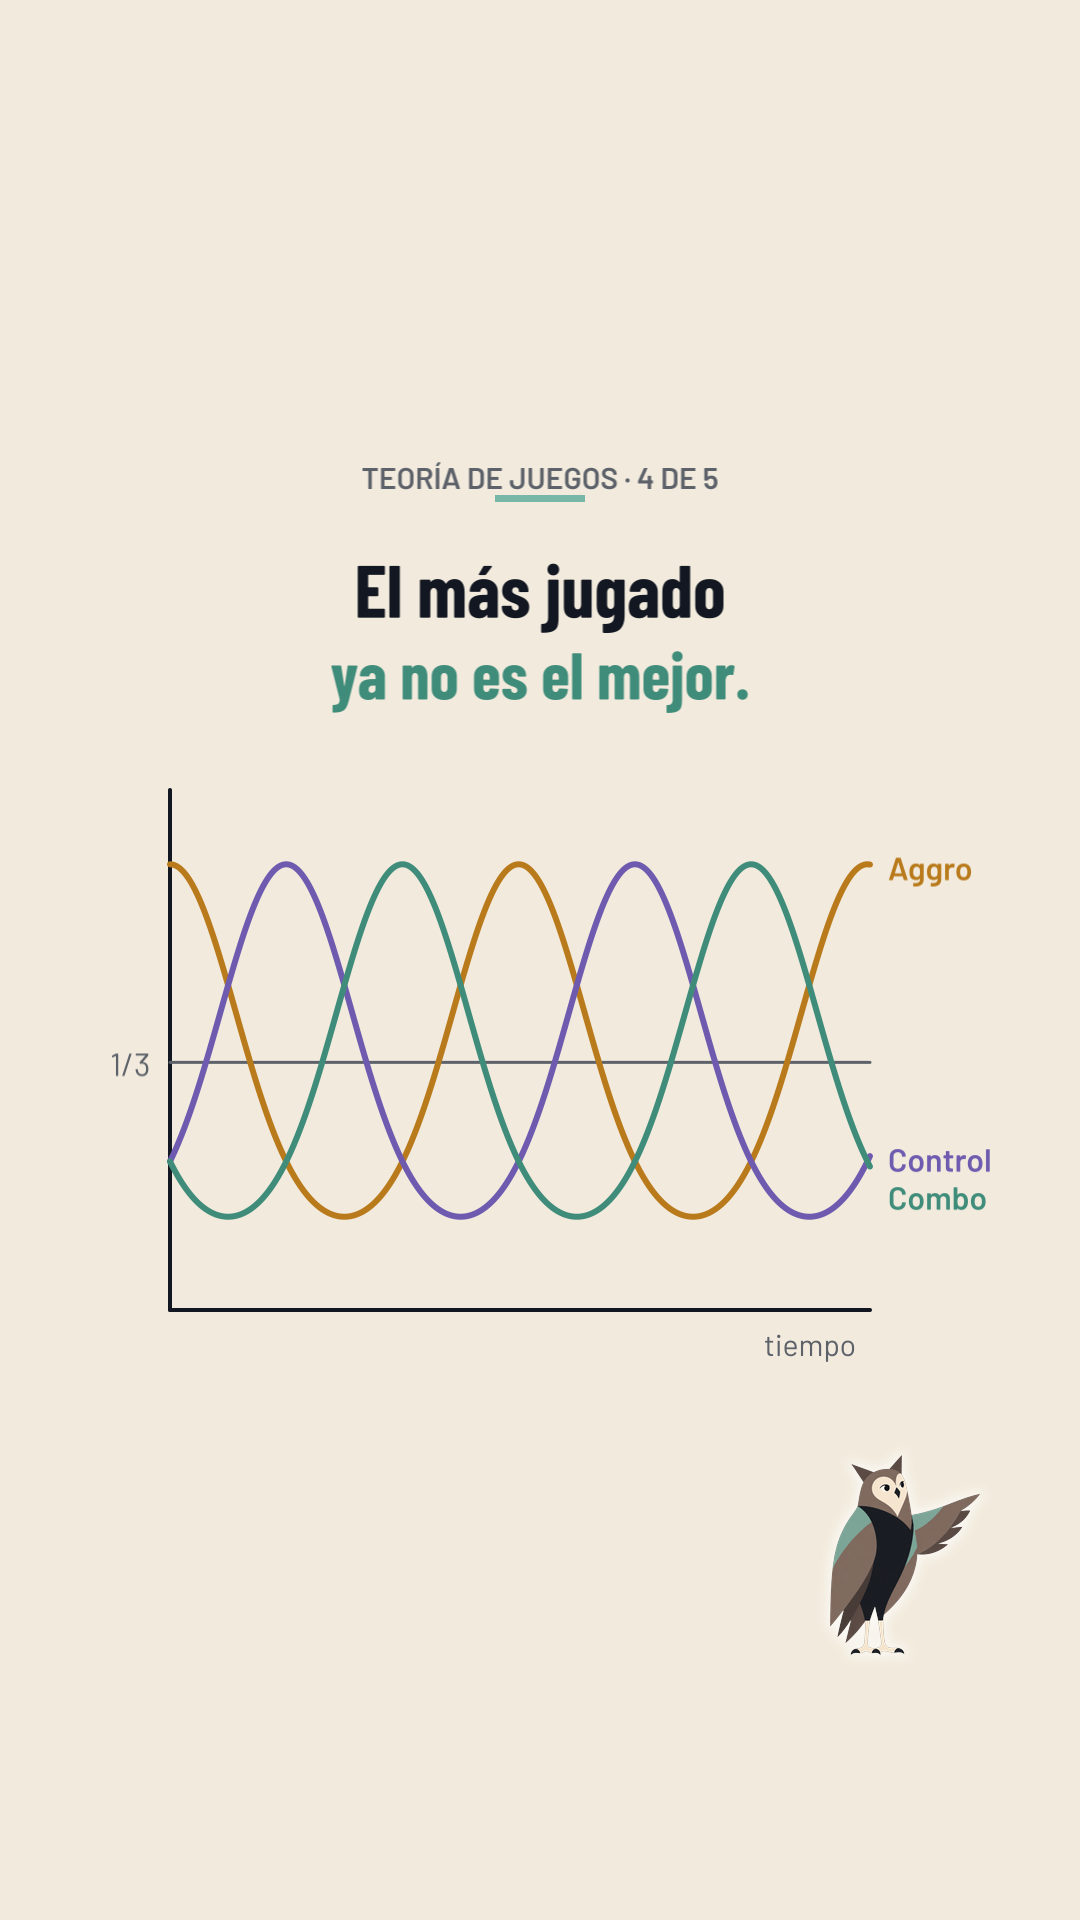 TEORÍA DE JUEGOS · 4 DE 5
El más jugado
ya no es el mejor.
Aggro
1/3
Control
Combo
tiempo